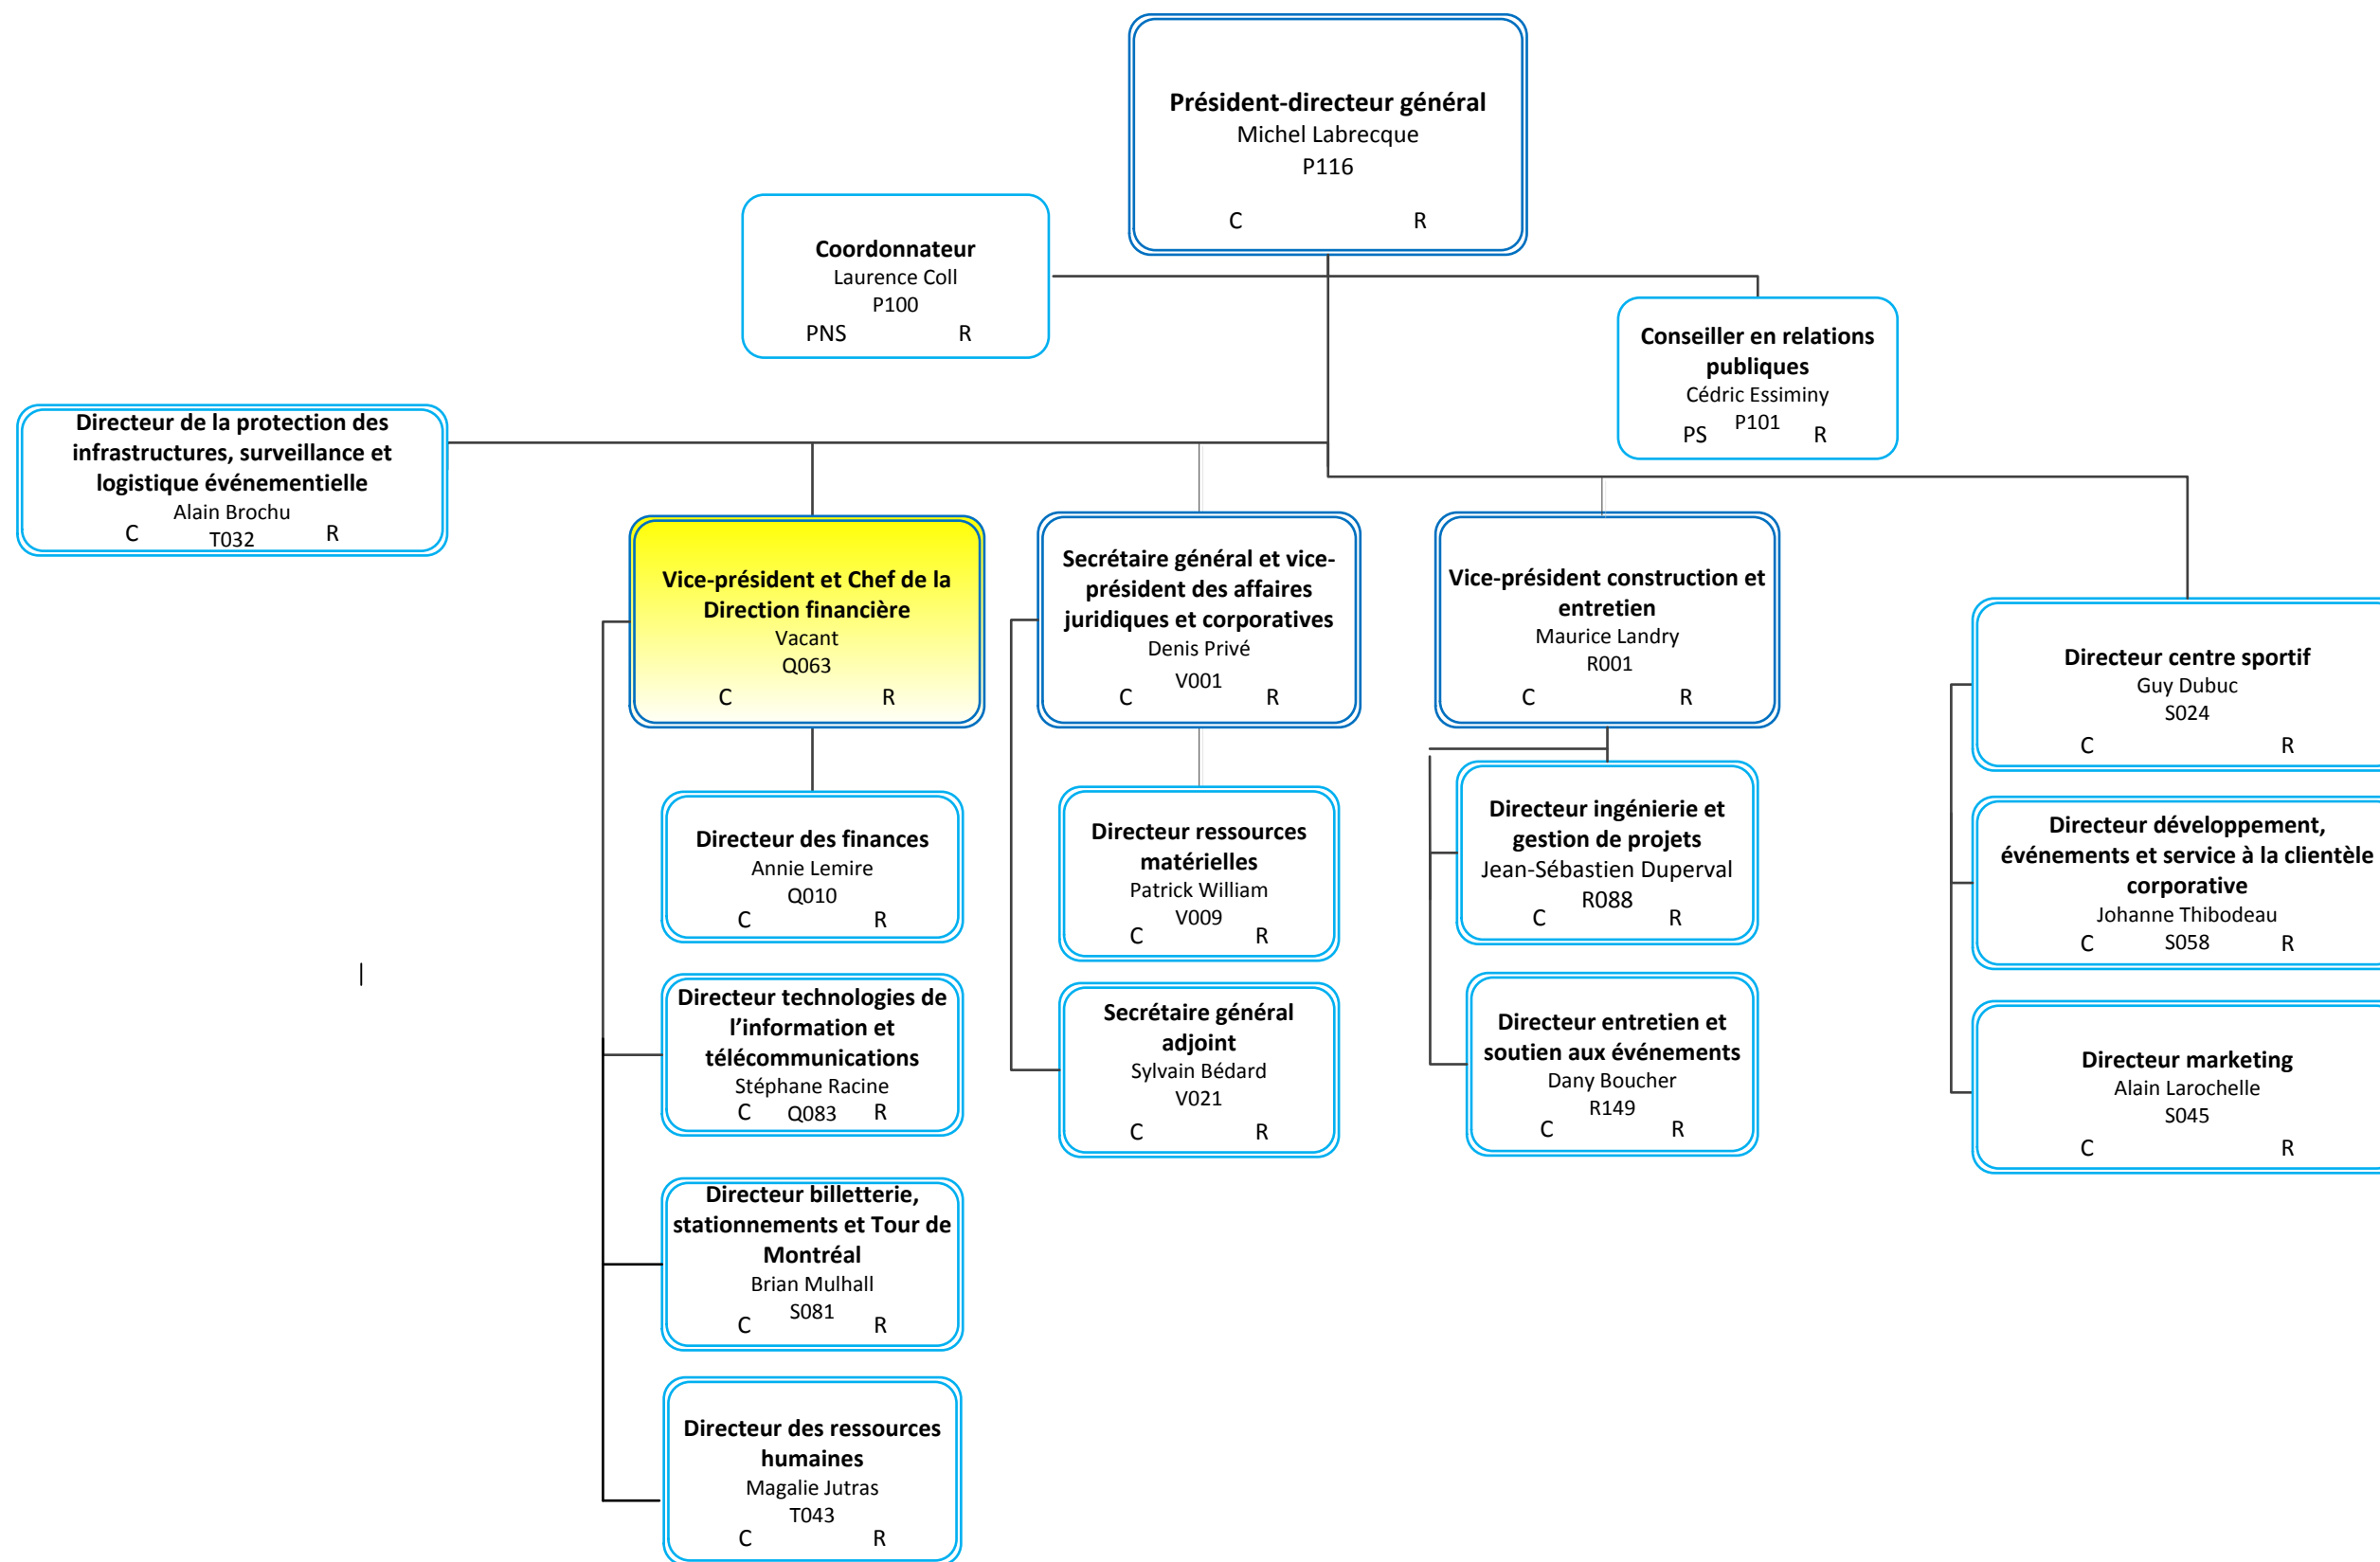 Président-directeur général
Michel Labrecque
P116
C R
Coordonnateur
Laurence Coll
P100
PNS R
Conseiller en relations
publiques
Cédric Essiminy
P101
PS R
Directeur de la protection des
infrastructures, surveillance et
logistique événementielle
Alain Brochu
T032
C R
Vice-président et Chef de la
Direction financière
Vacant
Q063
C R
Directeur des finances
Annie Lemire
Q010
C R
Directeur technologies de
l’information et
télécommunications
Stéphane Racine
C Q083 R
Directeur billetterie,
stationnements et Tour de
Montréal
Brian Mulhall
S081
C R
Directeur des ressources
humaines
Magalie Jutras
T043
C R
Secrétaire général et vice-
président des affaires
juridiques et corporatives
Denis Privé
V001
C R
Directeur ressources
matérielles
Patrick William
V009
C R
Secrétaire général
adjoint
Sylvain Bédard
V021
C R
Vice-président construction et
entretien
Maurice Landry
R001
C R
Directeur ingénierie et
gestion de projets
Jean-Sébastien Duperval
R088
C R
Directeur entretien et
soutien aux événements
Dany Boucher
R149
C R
Directeur centre sportif
Guy Dubuc
S024
C R
Directeur développement,
événements et service à la clientèle
corporative
Johanne Thibodeau
C S058 R
Directeur marketing
Alain Larochelle
S045
C R